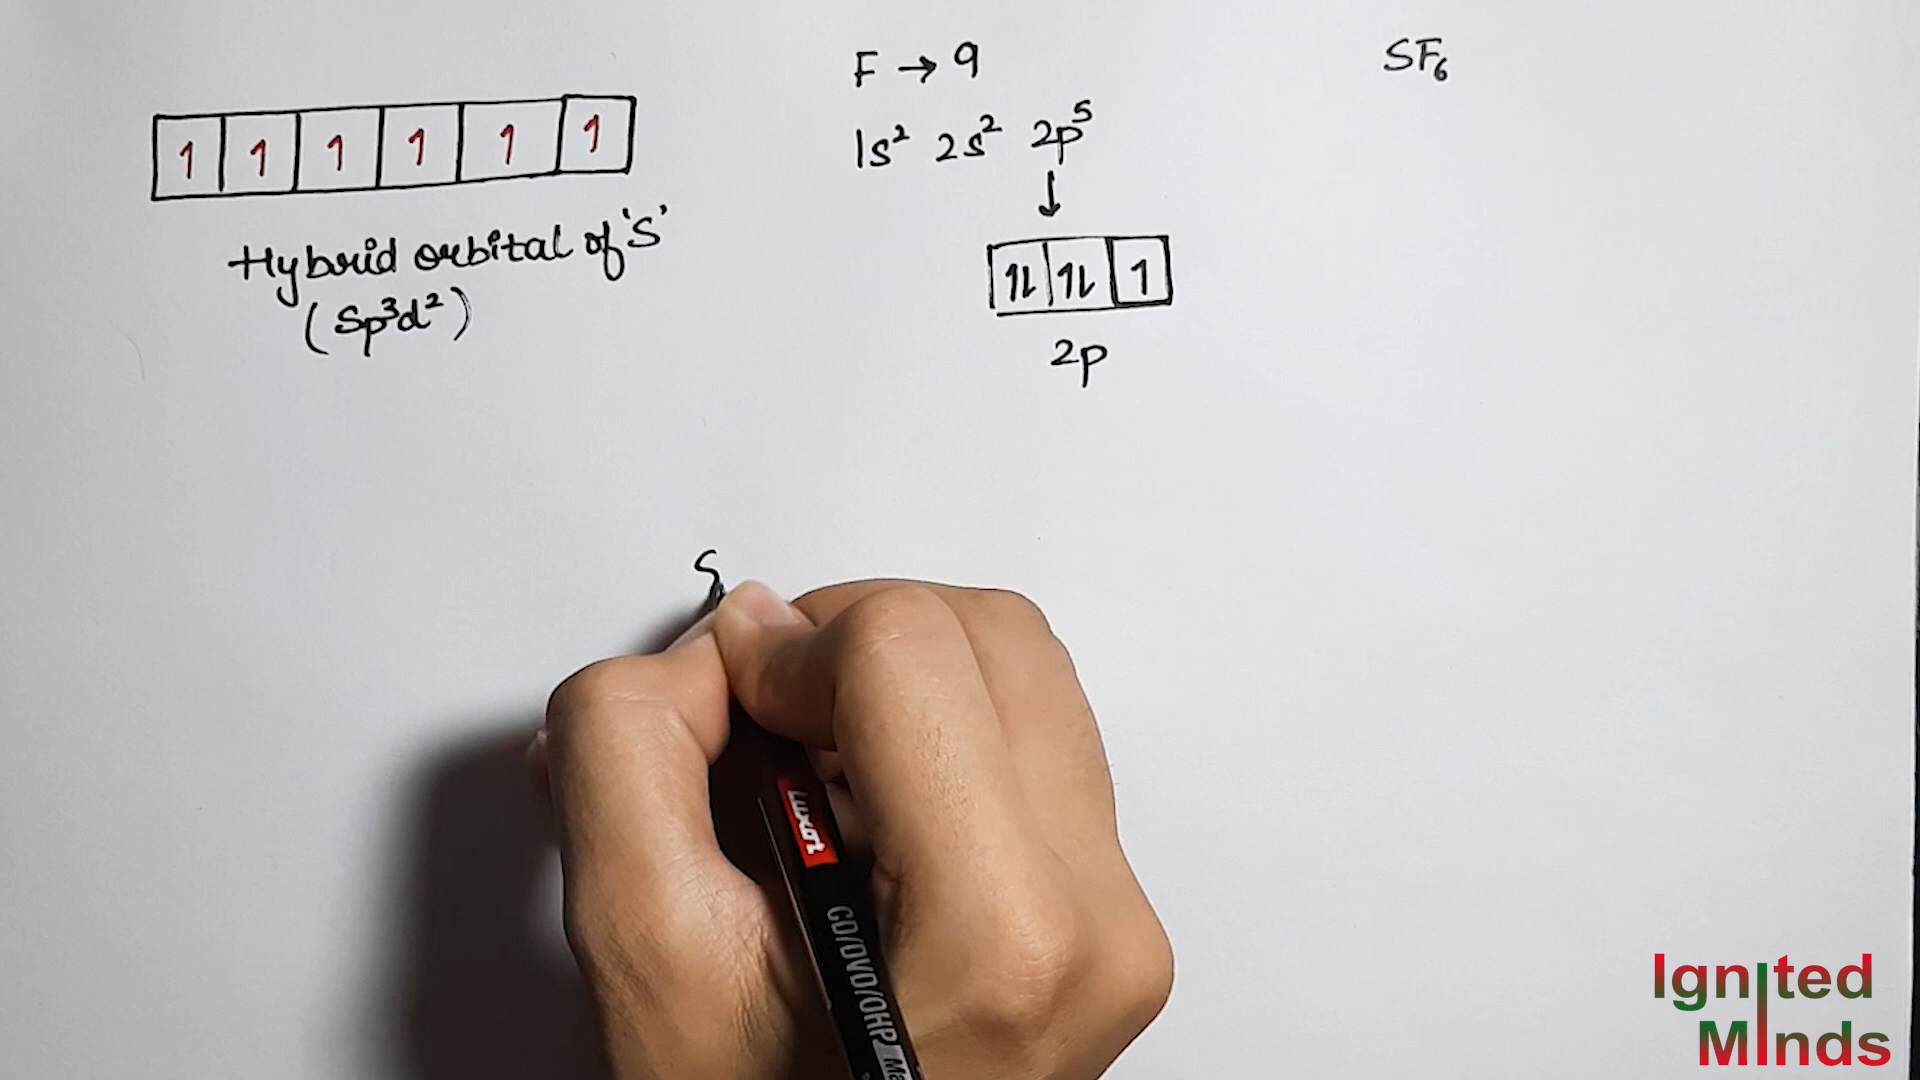 1 1 1 1 1 1
Hybrid orbital of 'S'
(Sp³d²)
F → 9
1s² 2s² 2p⁵
↓
1l 1l 1
2p
SF₆
S
Luxor
CD/DVD/OHP Ma
Ignited
Minds